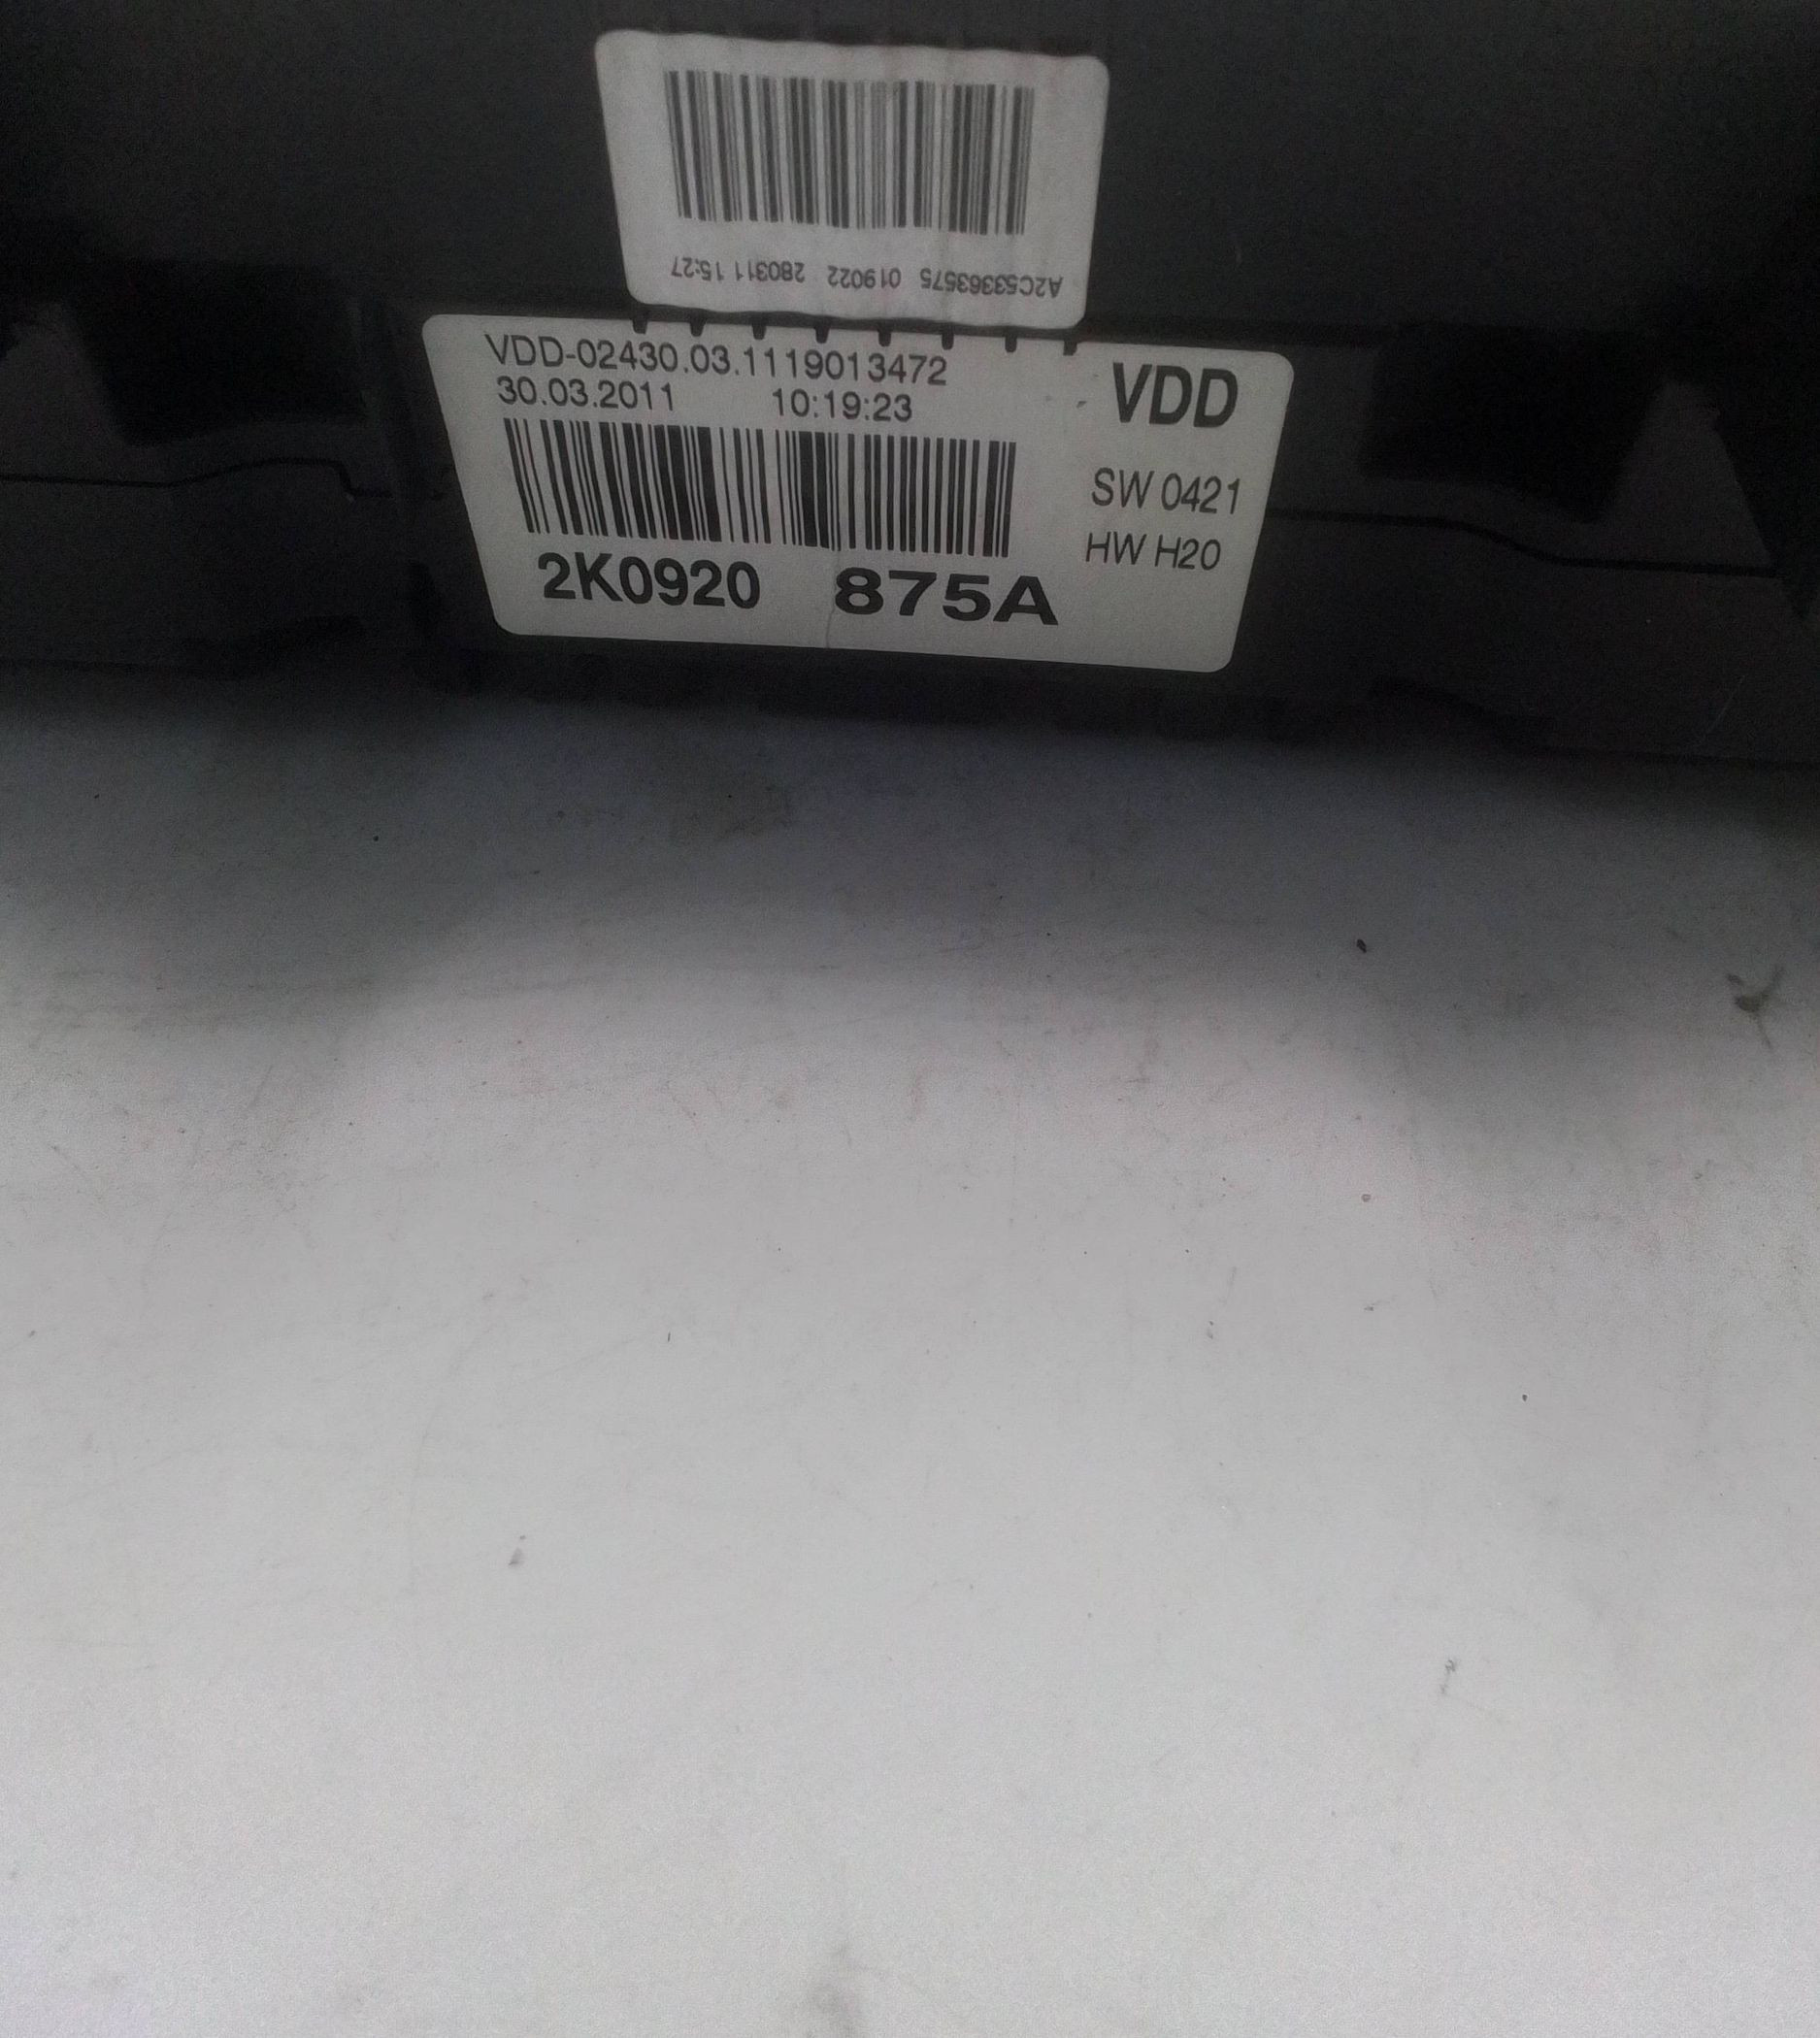 A2C53363575 019022 280311 15:27
VDD-02430.03.1119013472
30.03.2011 10:19:23
VDD
SW 0421
HW H20
2K0920 875A